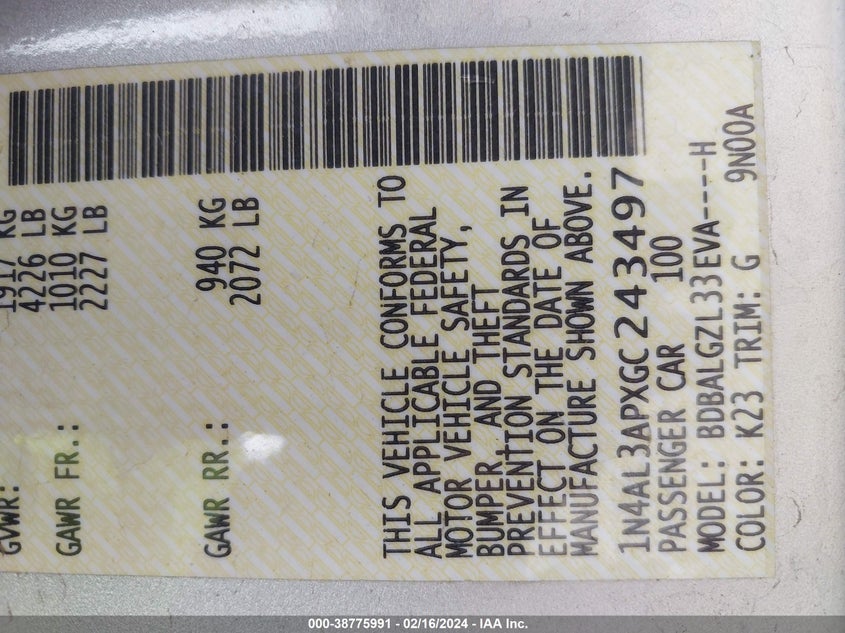 GVWR: 1917 KG
4226 LB
GAWR FR.: 1010 KG
2227 LB
GAWR RR.: 940 KG
2072 LB
THIS VEHICLE CONFORMS TO
ALL APPLICABLE FEDERAL
MOTOR VEHICLE SAFETY,
BUMPER, AND THEFT
PREVENTION STANDARDS IN
EFFECT ON THE DATE OF
MANUFACTURE SHOWN ABOVE.
1N4AL3APXGC243497
PASSENGER CAR 100
MODEL: BDBALGZL33EVA----H
COLOR: K23 TRIM: G 9N00A
000-38775991 - 02/16/2024 - IAA Inc.